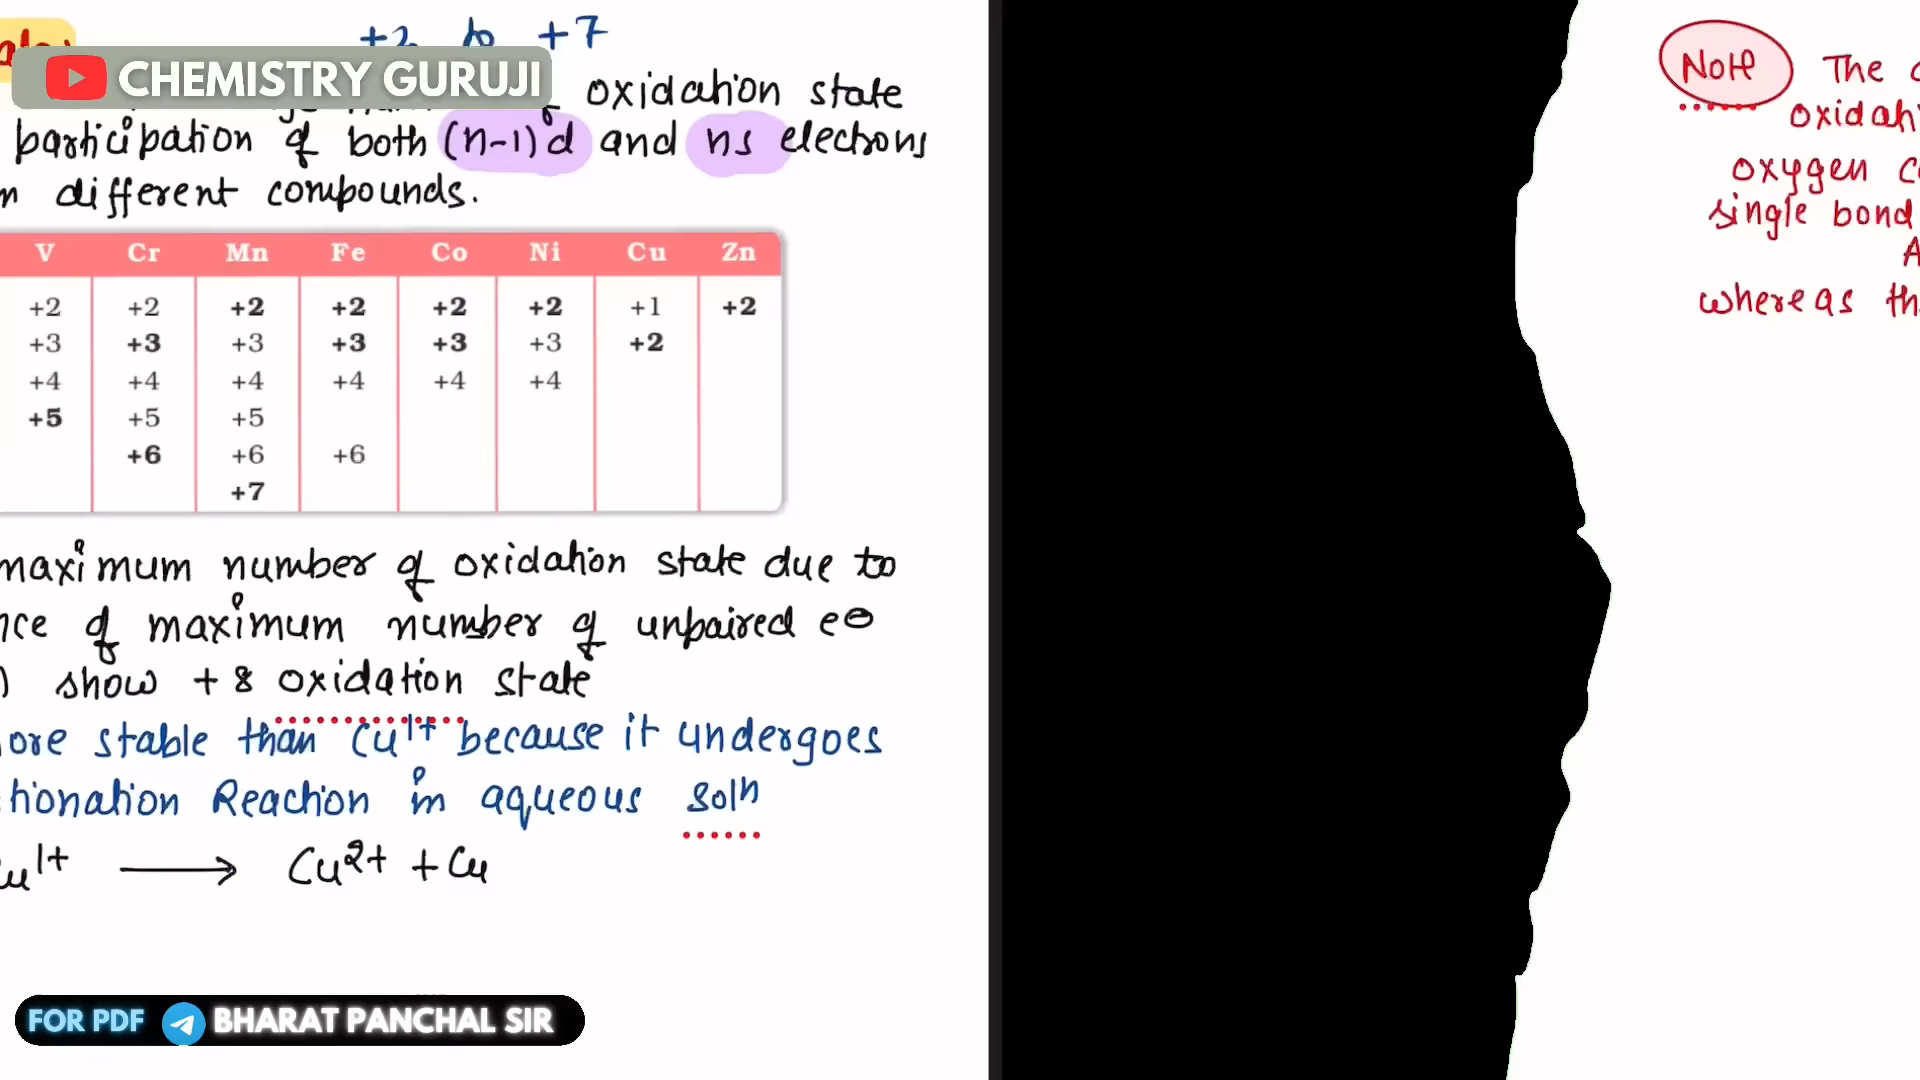 +2 to +7
CHEMISTRY GURUJI
of oxidation state
participation of both (n-1)d and ns electrons
different compounds.
V Cr Mn Fe Co Ni Cu Zn
+2 +2 +2 +2 +2 +2 +1 +2
+3 +3 +3 +3 +3 +3 +2
+4 +4 +4 +4 +4 +4
+5 +5 +5
+6 +6 +6
+7
maximum number of oxidation state due to
nce of maximum number of unpaired e⊖
) show +8 oxidation state
ore stable than Cu¹⁺ because it undergoes
tionation Reaction in aqueous solⁿ
Cu¹⁺ ⟶ Cu²⁺ + Cu
FOR PDF BHARAT PANCHAL SIR
Note The
oxidati
oxygen
single bond
A
whereas th